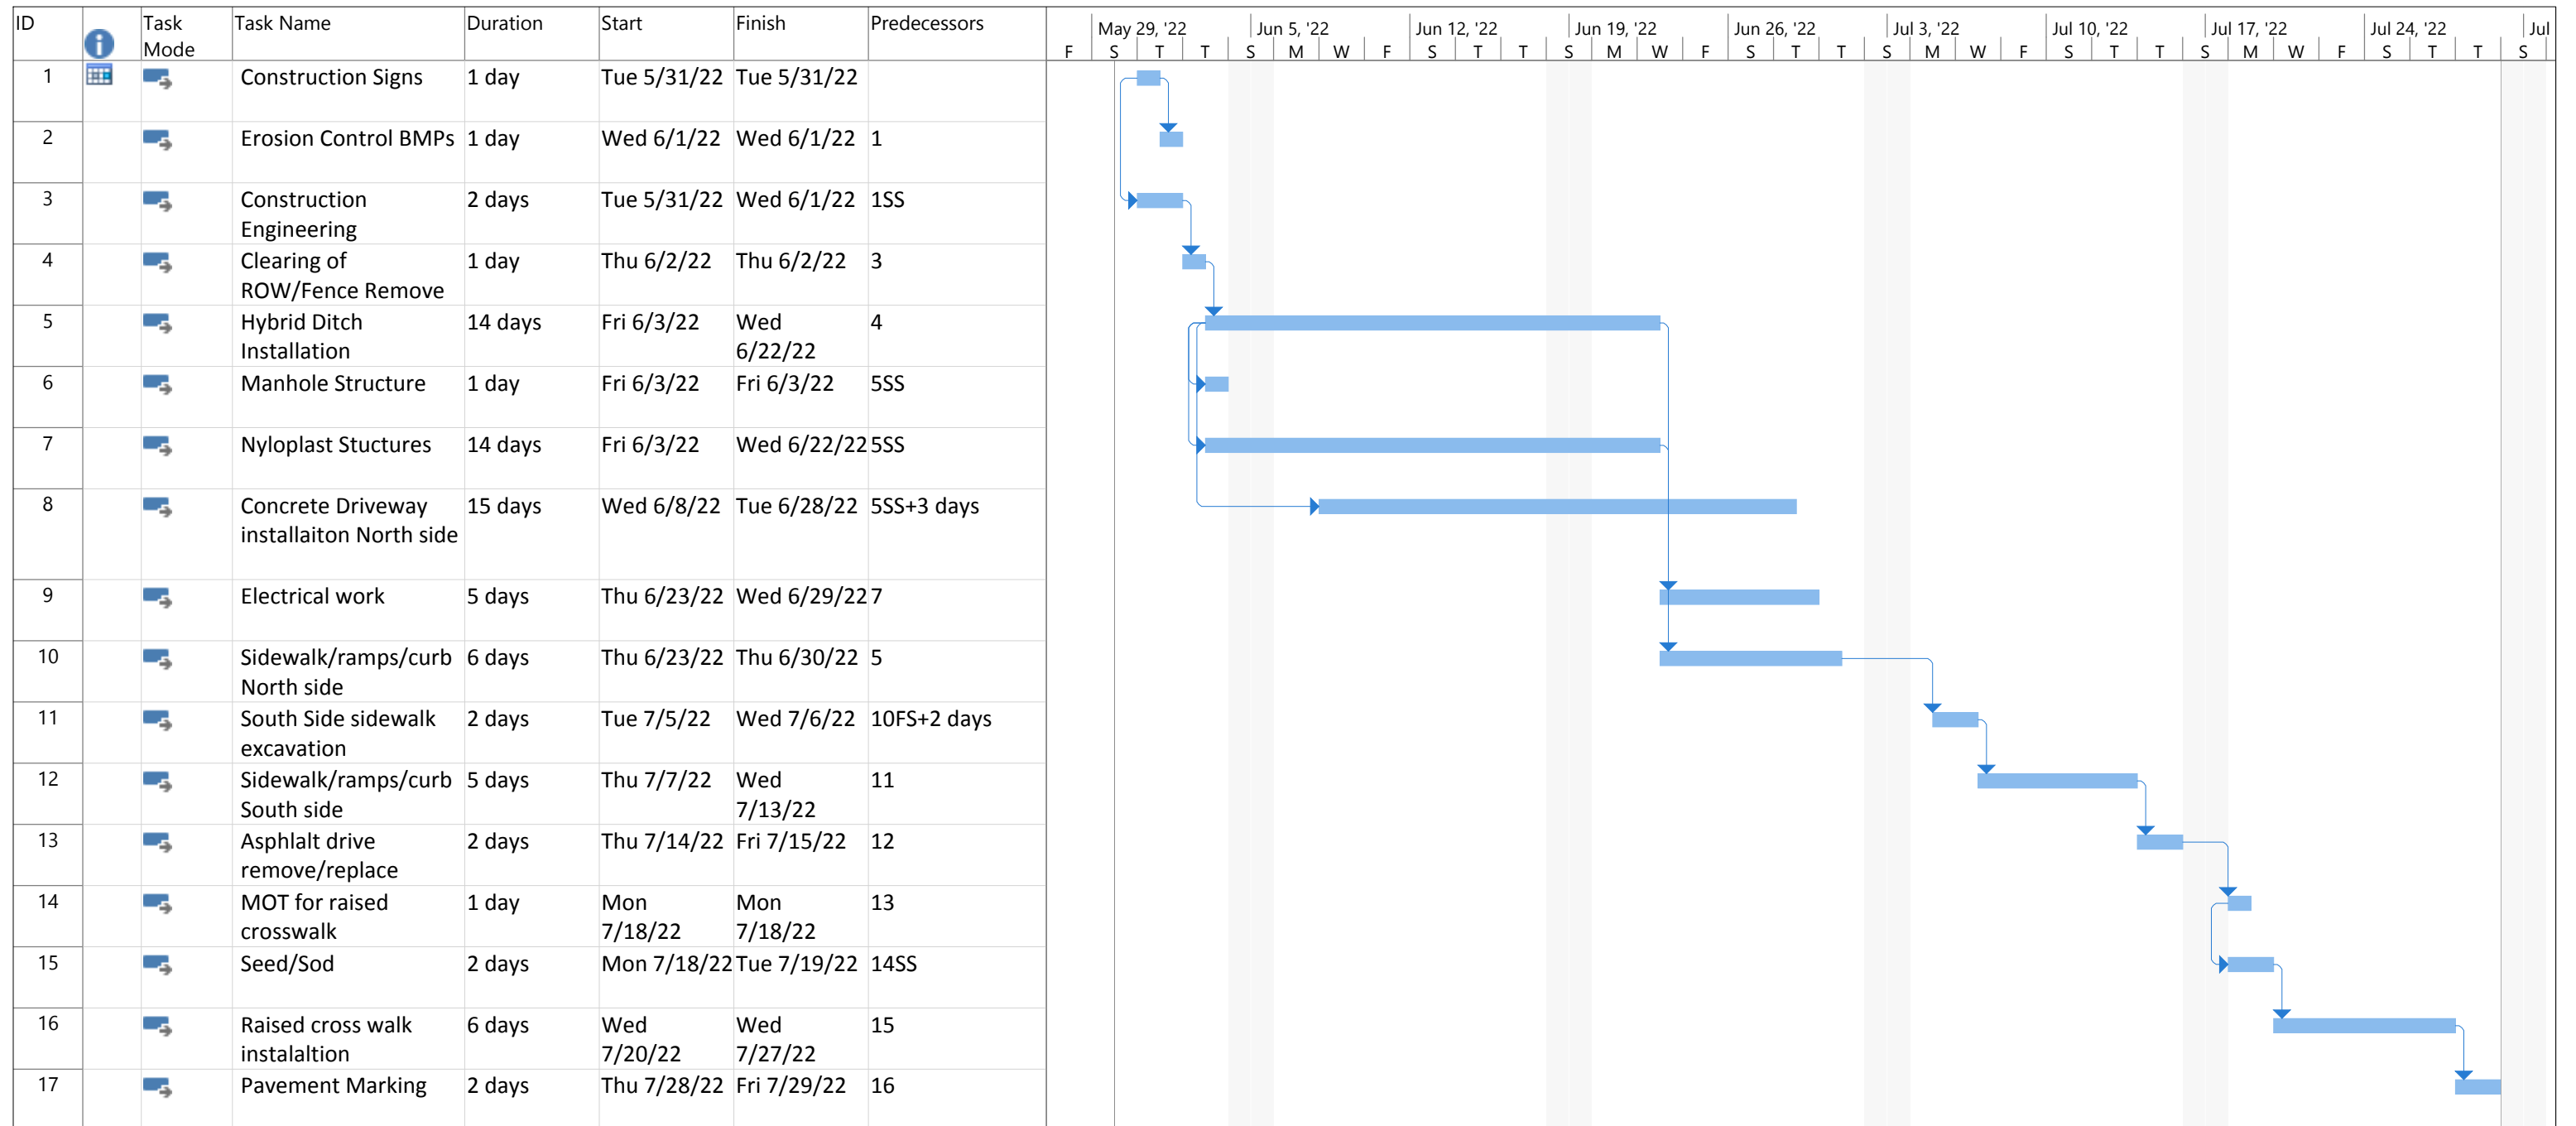 ID Task Mode Task Name Duration Start Finish Predecessors
May 29, '22 Jun 5, '22 Jun 12, '22 Jun 19, '22 Jun 26, '22 Jul 3, '22 Jul 10, '22 Jul 17, '22 Jul 24, '22 Jul
F S T T S M W F S T T S M W F S T T S M W F S T T S M W F S T T S
1 Construction Signs 1 day Tue 5/31/22 Tue 5/31/22
2 Erosion Control BMPs 1 day Wed 6/1/22 Wed 6/1/22 1
3 Construction 2 days Tue 5/31/22 Wed 6/1/22 1SS
Engineering
4 Clearing of 1 day Thu 6/2/22 Thu 6/2/22 3
ROW/Fence Remove
5 Hybrid Ditch 14 days Fri 6/3/22 Wed 4
Installation 6/22/22
6 Manhole Structure 1 day Fri 6/3/22 Fri 6/3/22 5SS
7 Nyloplast Stuctures 14 days Fri 6/3/22 Wed 6/22/22 5SS
8 Concrete Driveway 15 days Wed 6/8/22 Tue 6/28/22 5SS+3 days
installaiton North side
9 Electrical work 5 days Thu 6/23/22 Wed 6/29/22 7
10 Sidewalk/ramps/curb 6 days Thu 6/23/22 Thu 6/30/22 5
North side
11 South Side sidewalk 2 days Tue 7/5/22 Wed 7/6/22 10FS+2 days
excavation
12 Sidewalk/ramps/curb 5 days Thu 7/7/22 Wed 11
South side 7/13/22
13 Asphlalt drive 2 days Thu 7/14/22 Fri 7/15/22 12
remove/replace
14 MOT for raised 1 day Mon Mon 13
crosswalk 7/18/22 7/18/22
15 Seed/Sod 2 days Mon 7/18/22 Tue 7/19/22 14SS
16 Raised cross walk 6 days Wed Wed 15
instalaltion 7/20/22 7/27/22
17 Pavement Marking 2 days Thu 7/28/22 Fri 7/29/22 16